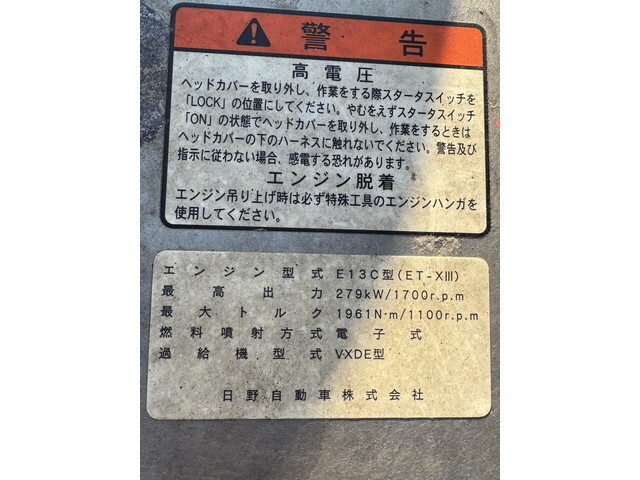 警告
高電圧
ヘッドカバーを取り外し、作業をする際スタータスイッチを
「LOCK」の位置にしてください。やむをえずスタータスイッチ
「ON」の状態でヘッドカバーを取り外し、作業をするときは
ヘッドカバーの下のハーネスに触れないでください。警告及び
指示に従わない場合、感電する恐れがあります。
エンジン脱着
エンジン吊り上げ時は必ず特殊工具のエンジンハンガを
使用してください。
エンジン型式 E13C型(ET-XIII)
最高出力 279kW/1700r.p.m
最大トルク 1961N·m/1100r.p.m
燃料噴射方式 電子式
過給機型式 VXDE型
日野自動車株式会社